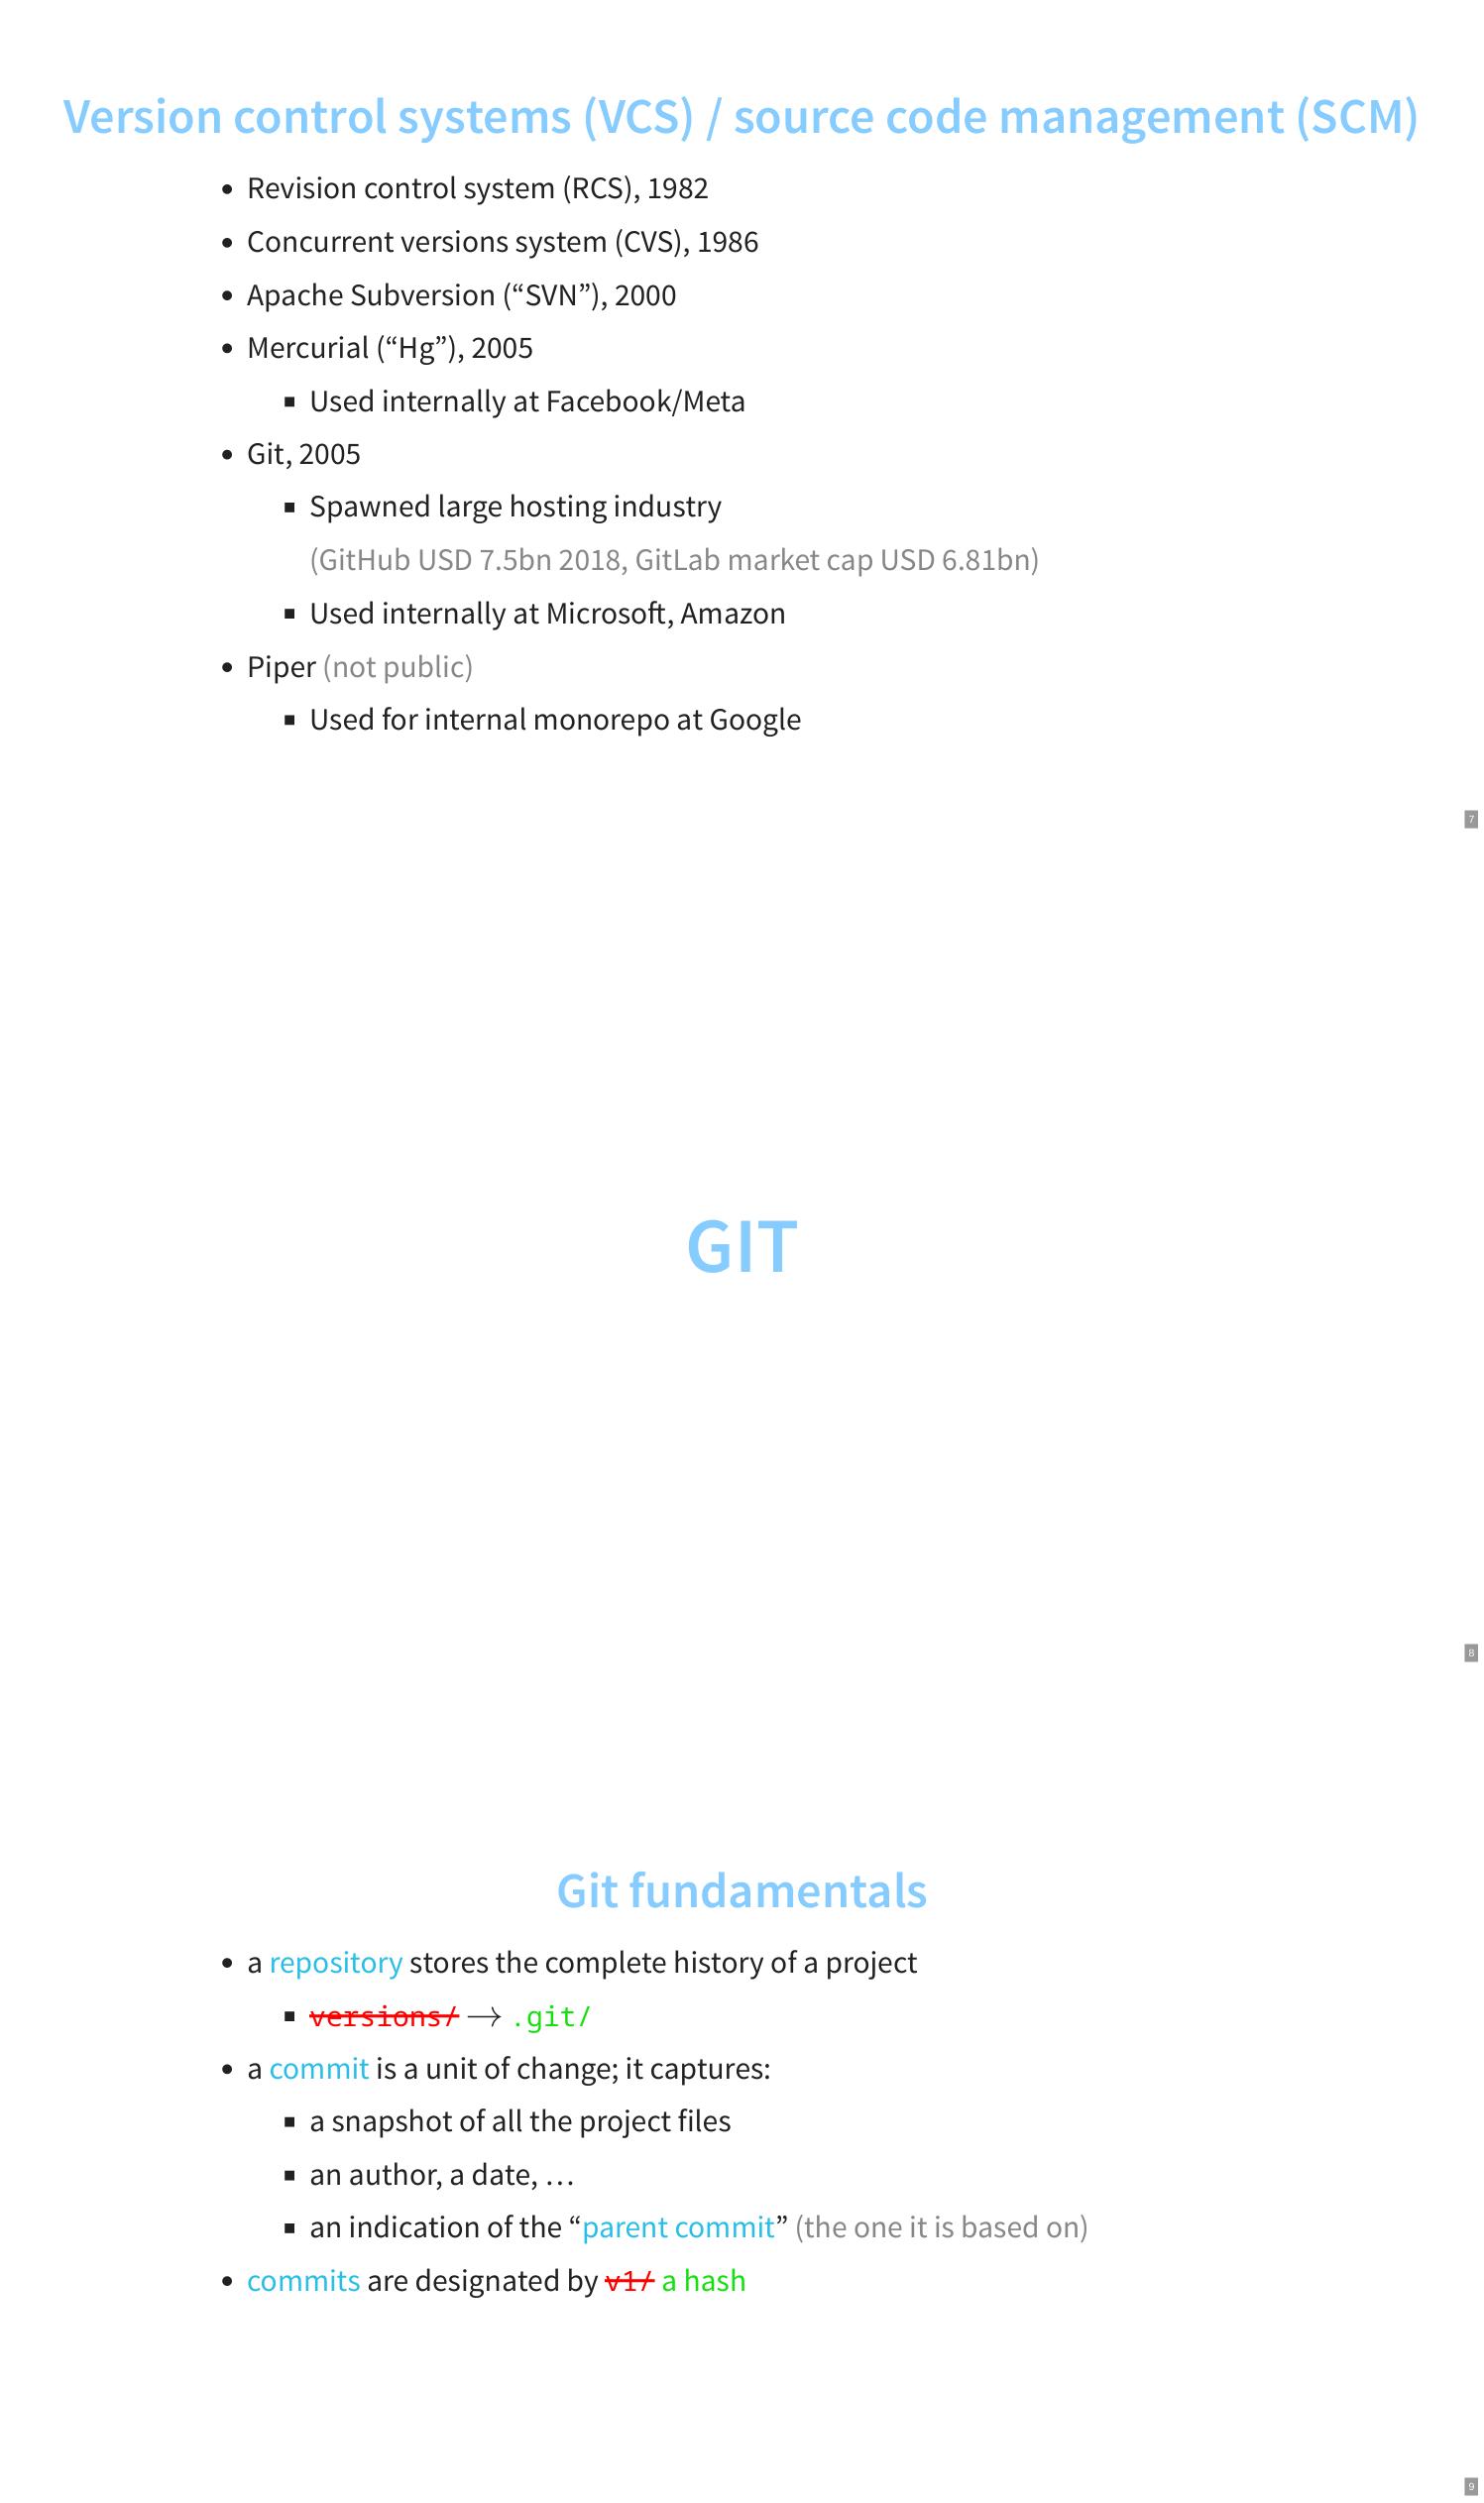 Version control systems (VCS) / source code management (SCM)
• Revision control system (RCS), 1982
• Concurrent versions system (CVS), 1986
• Apache Subversion (“SVN”), 2000
• Mercurial (“Hg”), 2005
▪ Used internally at Facebook/Meta
• Git, 2005
▪ Spawned large hosting industry
(GitHub USD 7.5bn 2018, GitLab market cap USD 6.81bn)
▪ Used internally at Microsoft, Amazon
• Piper (not public)
▪ Used for internal monorepo at Google
7
GIT
8
Git fundamentals
• a repository stores the complete history of a project
▪ versions/ → .git/
• a commit is a unit of change; it captures:
▪ a snapshot of all the project files
▪ an author, a date, …
▪ an indication of the “parent commit” (the one it is based on)
• commits are designated by v1/ a hash
9